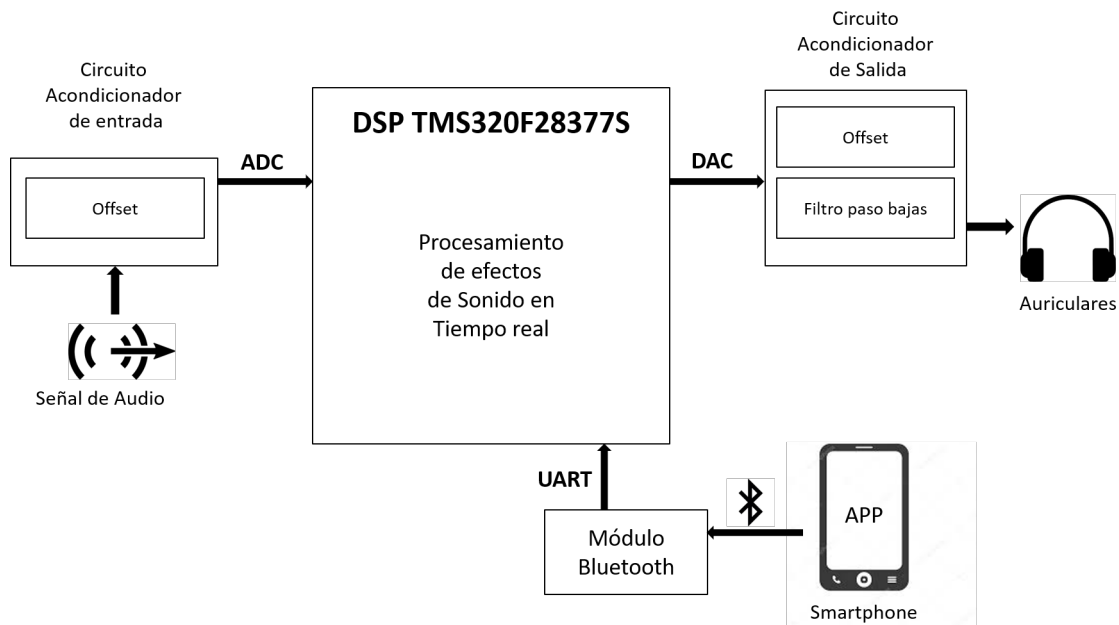 Circuito
Acondicionador
de entrada
Offset
Señal de Audio
ADC
DSP TMS320F28377S
Procesamiento
de efectos
de Sonido en
Tiempo real
DAC
Circuito
Acondicionador
de Salida
Offset
Filtro paso bajas
Auriculares
UART
Módulo
Bluetooth
APP
Smartphone